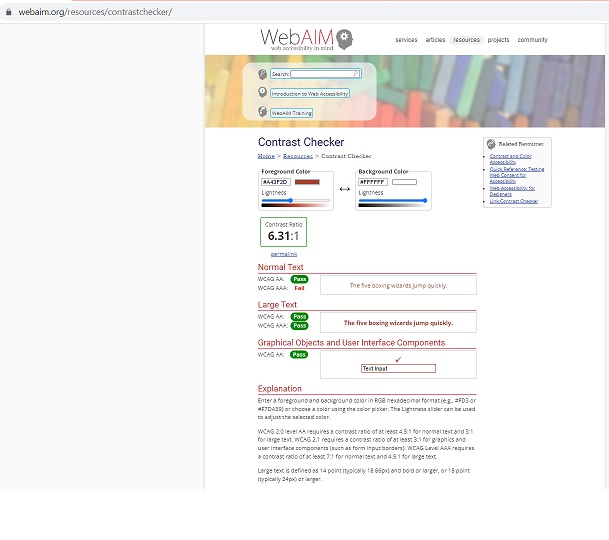 webaim.org/resources/contrastchecker/
WebAIM
web accessibility in mind
services articles resources projects community
Search:
Introduction to Web Accessibility
WebAIM Training
Contrast Checker
Home > Resources > Contrast Checker
Foreground Color
#A43F2D
Lightness
Background Color
#FFFFFF
Lightness
Contrast Ratio
6.31:1
permalink
Related Resources
Contrast and Color
Accessibility
Quick Reference: Testing
Web Content for
Accessibility
Web Accessibility for
Designers
Link Contrast Checker
Normal Text
WCAG AA: Pass
WCAG AAA: Fail
The five boxing wizards jump quickly.
Large Text
WCAG AA: Pass
WCAG AAA: Pass
The five boxing wizards jump quickly.
Graphical Objects and User Interface Components
WCAG AA: Pass
✓
Text Input
Explanation
Enter a foreground and background color in RGB hexadecimal format (e.g., #FD3 or
#F7DA39) or choose a color using the color picker. The Lightness slider can be used
to adjust the selected color.
WCAG 2.0 level AA requires a contrast ratio of at least 4.5:1 for normal text and 3:1
for large text. WCAG 2.1 requires a contrast ratio of at least 3:1 for graphics and
user interface components (such as form input borders). WCAG Level AAA requires
a contrast ratio of at least 7:1 for normal text and 4.5:1 for large text.
Large text is defined as 14 point (typically 18.66px) and bold or larger, or 18 point
(typically 24px) or larger.